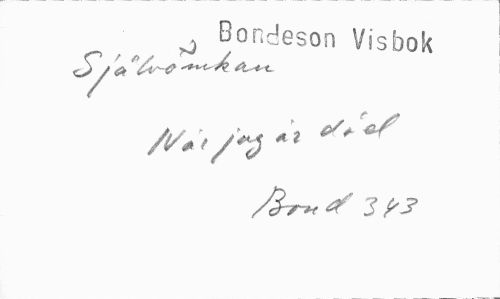 Bondeson Visbok
Självömkan
När jag är död
Bond 343